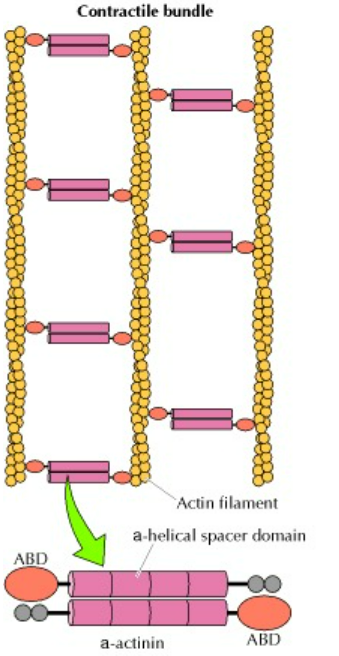 Contractile bundle
Actin filament
a-helical spacer domain
ABD
a-actinin
ABD